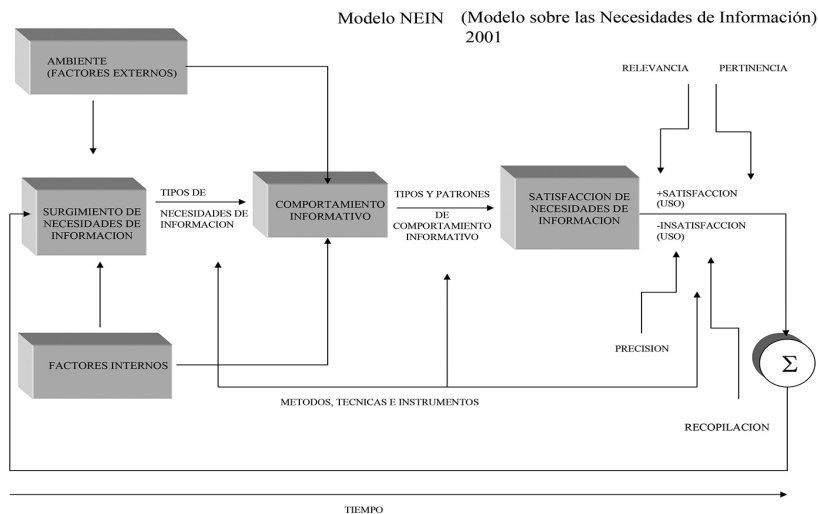 Modelo NEIN (Modelo sobre las Necesidades de Información)
2001
AMBIENTE
(FACTORES EXTERNOS)
RELEVANCIA
PERTINENCIA
SURGIMIENTO DE
NECESIDADES DE
INFORMACION
TIPOS DE
NECESIDADES DE
INFORMACION
COMPORTAMIENTO
INFORMATIVO
TIPOS Y PATRONES
DE
COMPORTAMIENTO
INFORMATIVO
SATISFACCION DE
NECESIDADES DE
INFORMACION
+SATISFACCION
(USO)
-INSATISFACCION
(USO)
FACTORES INTERNOS
PRECISION
Σ
METODOS, TECNICAS E INSTRUMENTOS
RECOPILACION
TIEMPO